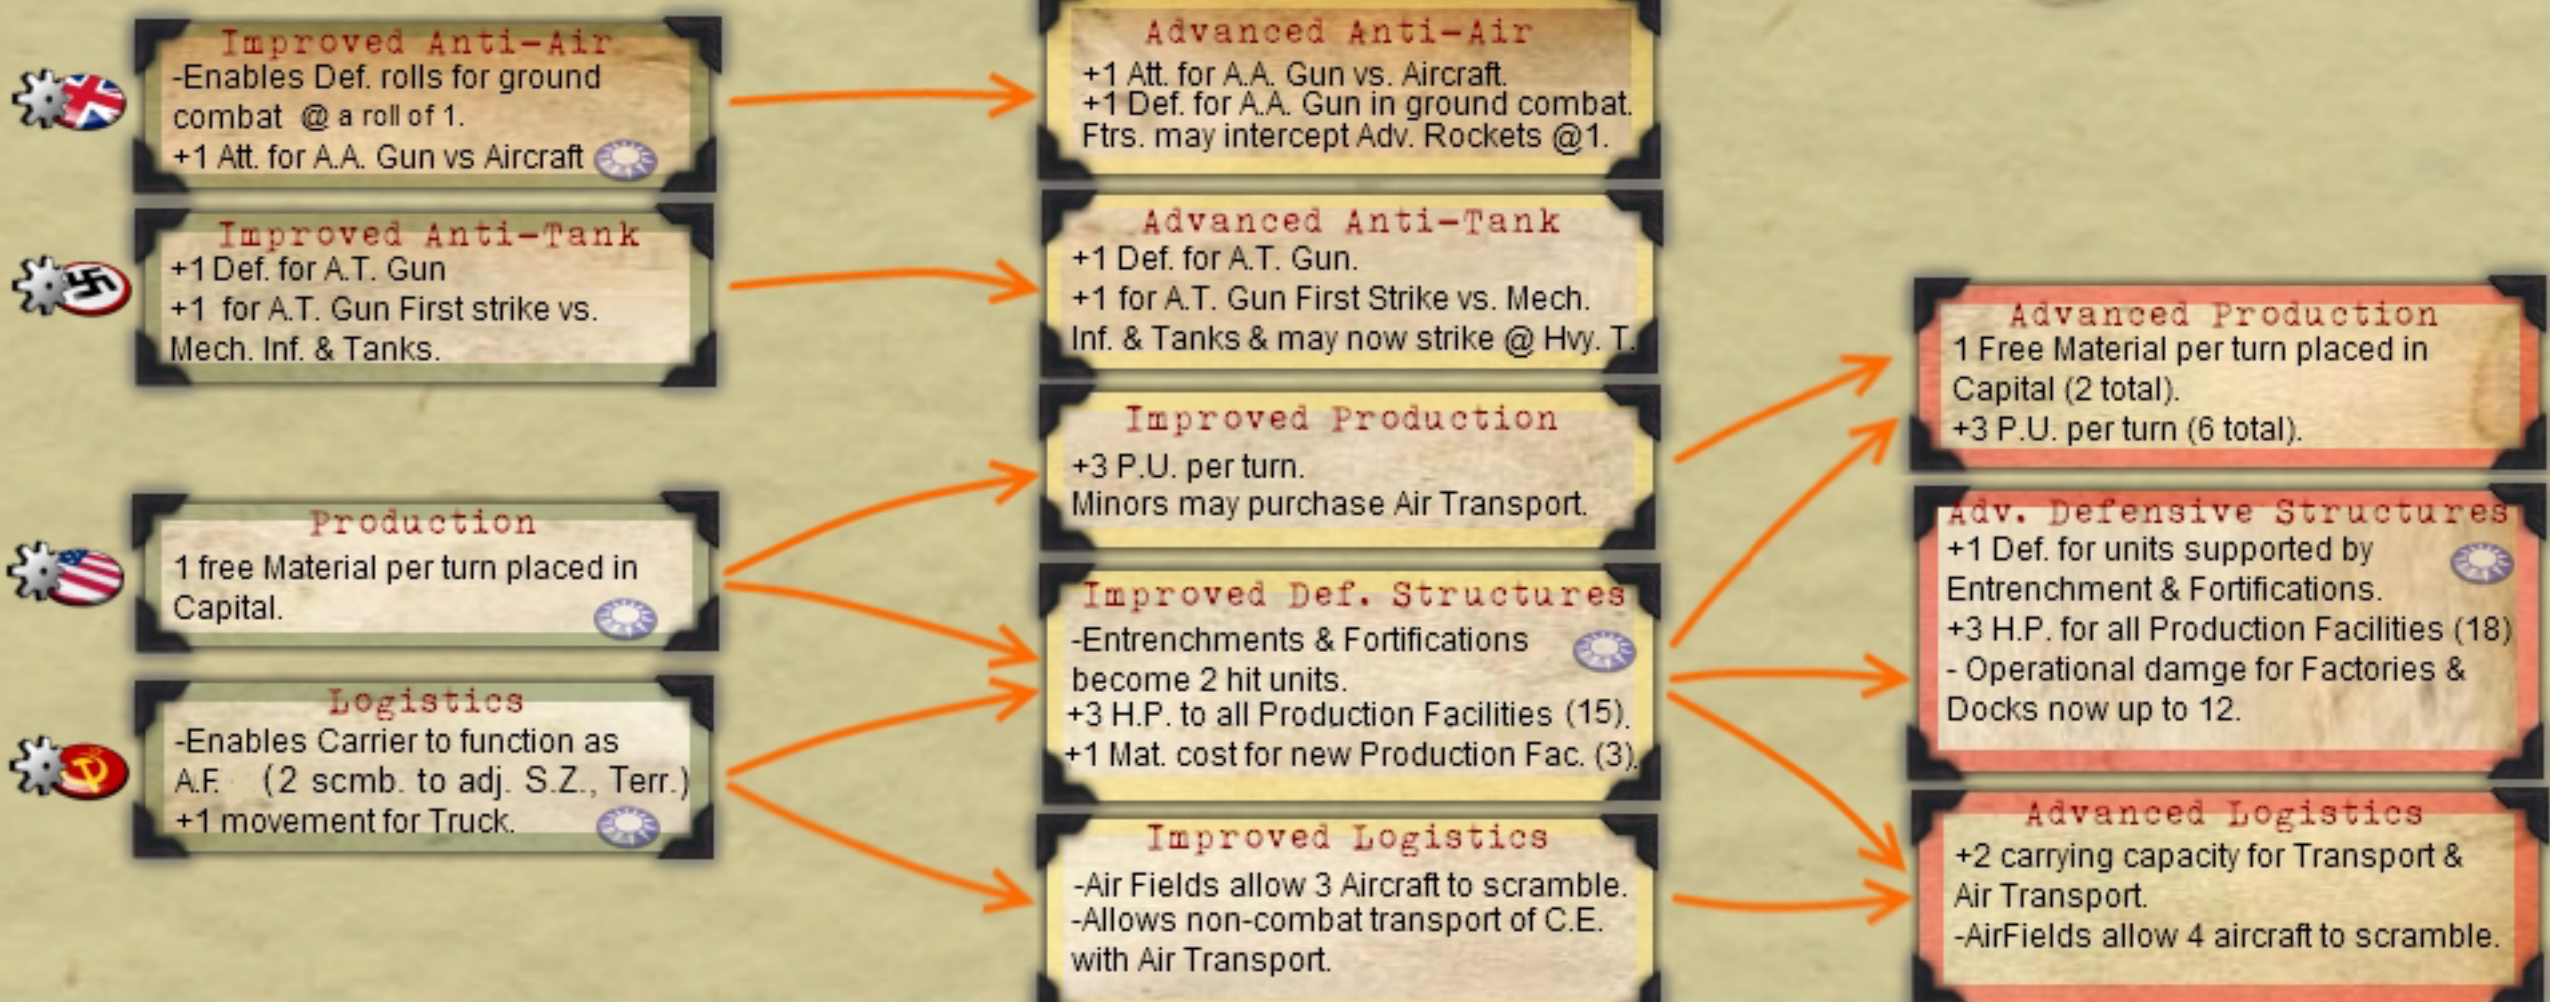 Improved Anti-Air
-Enables Def. rolls for ground
combat @ a roll of 1.
+1 Att. for A.A. Gun vs Aircraft
Improved Anti-Tank
+1 Def. for A.T. Gun
+1 for A.T. Gun First strike vs.
Mech. Inf. & Tanks.
Production
1 free Material per turn placed in
Capital.
Logistics
-Enables Carrier to function as
A.F. (2 scmb. to adj. S.Z., Terr.)
+1 movement for Truck.
Advanced Anti-Air
+1 Att. for A.A. Gun vs. Aircraft.
+1 Def. for A.A. Gun in ground combat.
Ftrs. may intercept Adv. Rockets @1.
Advanced Anti-Tank
+1 Def. for A.T. Gun.
+1 for A.T. Gun First Strike vs. Mech.
Inf. & Tanks & may now strike @ Hvy. T.
Improved Production
+3 P.U. per turn.
Minors may purchase Air Transport.
Improved Def. Structures
-Entrenchments & Fortifications
become 2 hit units.
+3 H.P. to all Production Facilities (15).
+1 Mat. cost for new Production Fac. (3).
Improved Logistics
-Air Fields allow 3 Aircraft to scramble.
-Allows non-combat transport of C.E.
with Air Transport.
Advanced Production
1 Free Material per turn placed in
Capital (2 total).
+3 P.U. per turn (6 total).
Adv. Defensive Structures
+1 Def. for units supported by
Entrenchment & Fortifications.
+3 H.P. for all Production Facilities (18)
- Operational damge for Factories &
Docks now up to 12.
Advanced Logistics
+2 carrying capacity for Transport &
Air Transport.
-AirFields allow 4 aircraft to scramble.